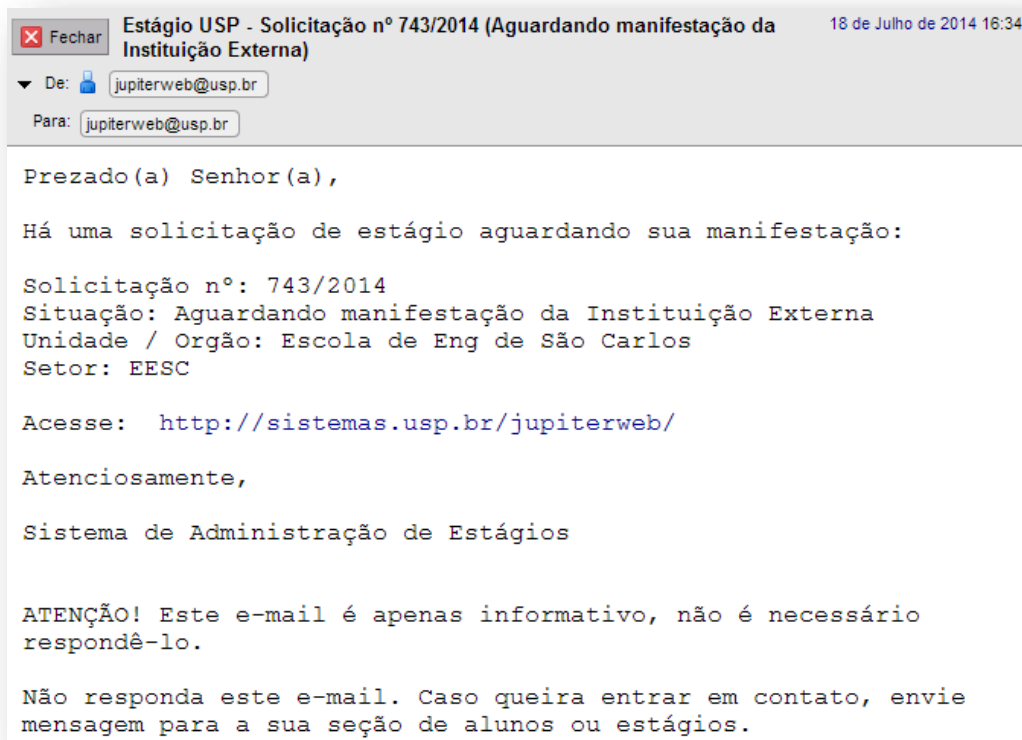 Fechar
Estágio USP - Solicitação nº 743/2014 (Aguardando manifestação da
Instituição Externa)
18 de Julho de 2014 16:34
De: jupiterweb@usp.br
Para: jupiterweb@usp.br
Prezado(a) Senhor(a),
Há uma solicitação de estágio aguardando sua manifestação:
Solicitação nº: 743/2014
Situação: Aguardando manifestação da Instituição Externa
Unidade / Orgão: Escola de Eng de São Carlos
Setor: EESC
Acesse: http://sistemas.usp.br/jupiterweb/
Atenciosamente,
Sistema de Administração de Estágios
ATENÇÃO! Este e-mail é apenas informativo, não é necessário
respondê-lo.
Não responda este e-mail. Caso queira entrar em contato, envie
mensagem para a sua seção de alunos ou estágios.